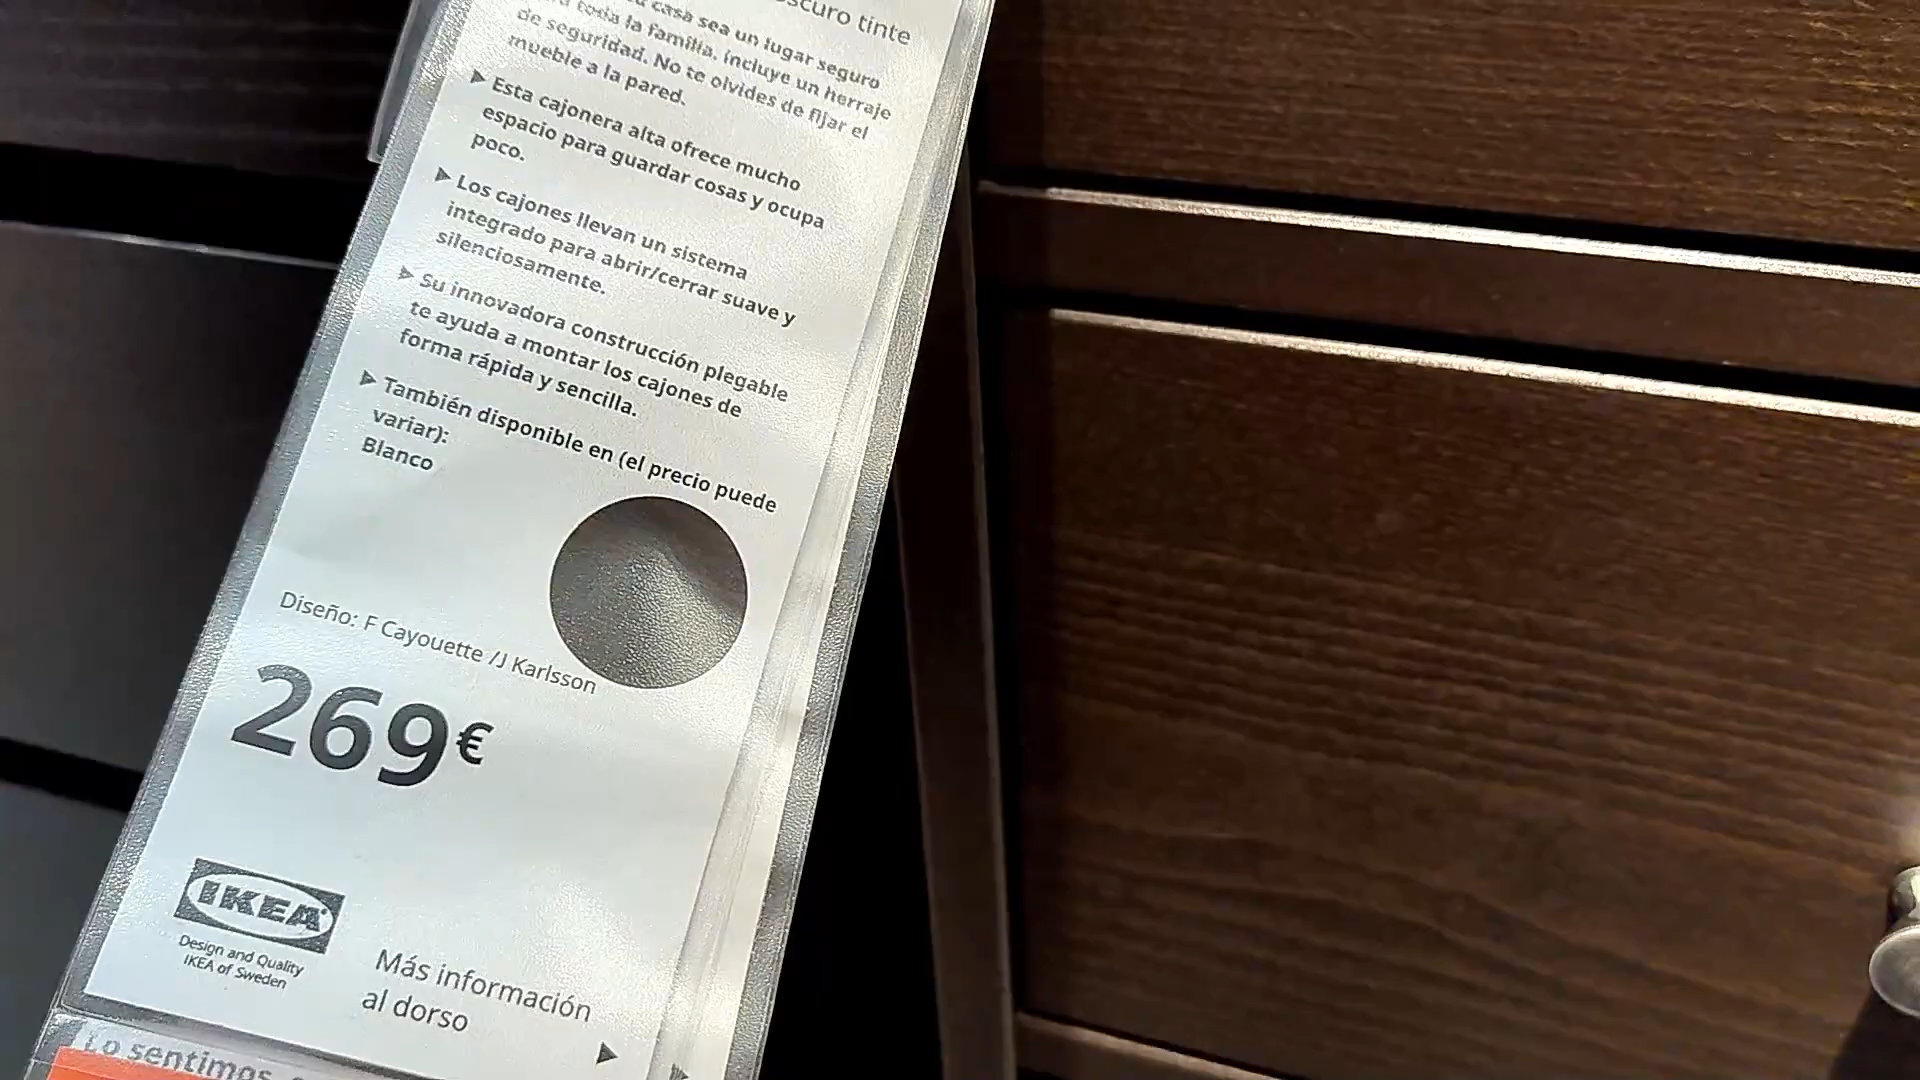 oscuro tinte
casa sea un lugar seguro
toda la familia, incluye un herraje
de seguridad. No te olvides de fijar el
mueble a la pared.
▶ Esta cajonera alta ofrece mucho
espacio para guardar cosas y ocupa
poco.
▶ Los cajones llevan un sistema
integrado para abrir/cerrar suave y
silenciosamente.
▶ Su innovadora construcción plegable
te ayuda a montar los cajones de
forma rápida y sencilla.
▶ También disponible en (el precio puede
variar):
Blanco
Diseño: F Cayouette /J Karlsson
269€
IKEA
Design and Quality
IKEA of Sweden
Más información
al dorso
Lo sentimos